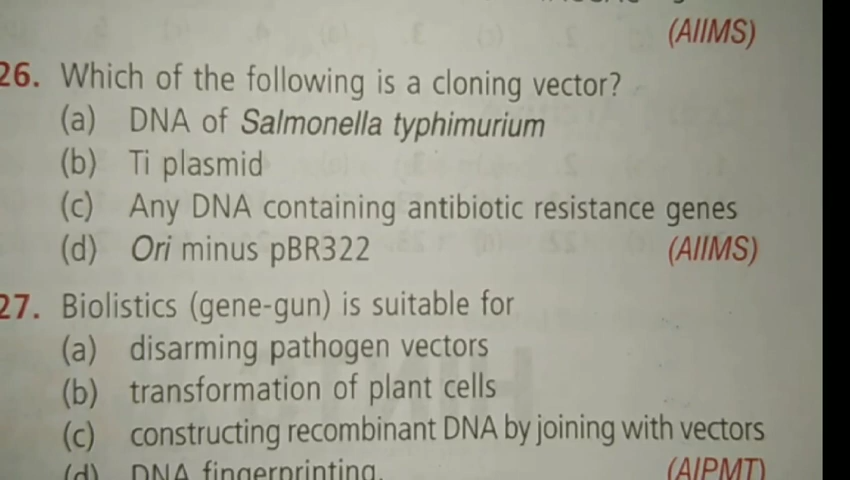 (AIIMS)
26. Which of the following is a cloning vector?
(a) DNA of Salmonella typhimurium
(b) Ti plasmid
(c) Any DNA containing antibiotic resistance genes
(d) Ori minus pBR322 (AIIMS)
27. Biolistics (gene-gun) is suitable for
(a) disarming pathogen vectors
(b) transformation of plant cells
(c) constructing recombinant DNA by joining with vectors
(d) DNA fingerprinting. (AIPMT)